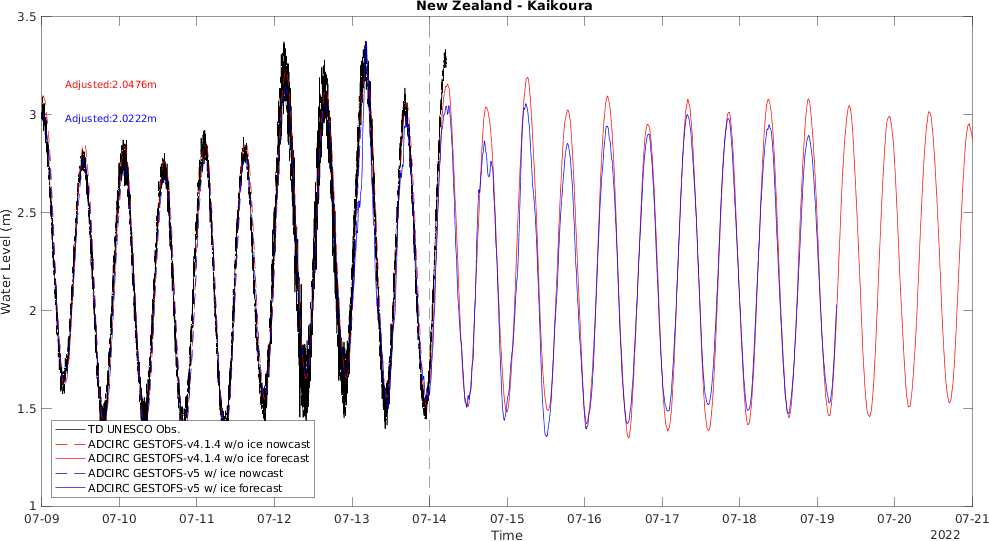 New Zealand - Kaikoura
3.5
3
2.5
2
1.5
1
Water Level (m)
Adjusted:2.0476m
Adjusted:2.0222m
TD UNESCO Obs.
ADCIRC GESTOFS-v4.1.4 w/o ice nowcast
ADCIRC GESTOFS-v4.1.4 w/o ice forecast
ADCIRC GESTOFS-v5 w/ ice nowcast
ADCIRC GESTOFS-v5 w/ ice forecast
07-09 07-10 07-11 07-12 07-13 07-14 07-15 07-16 07-17 07-18 07-19 07-20 07-21
Time
2022